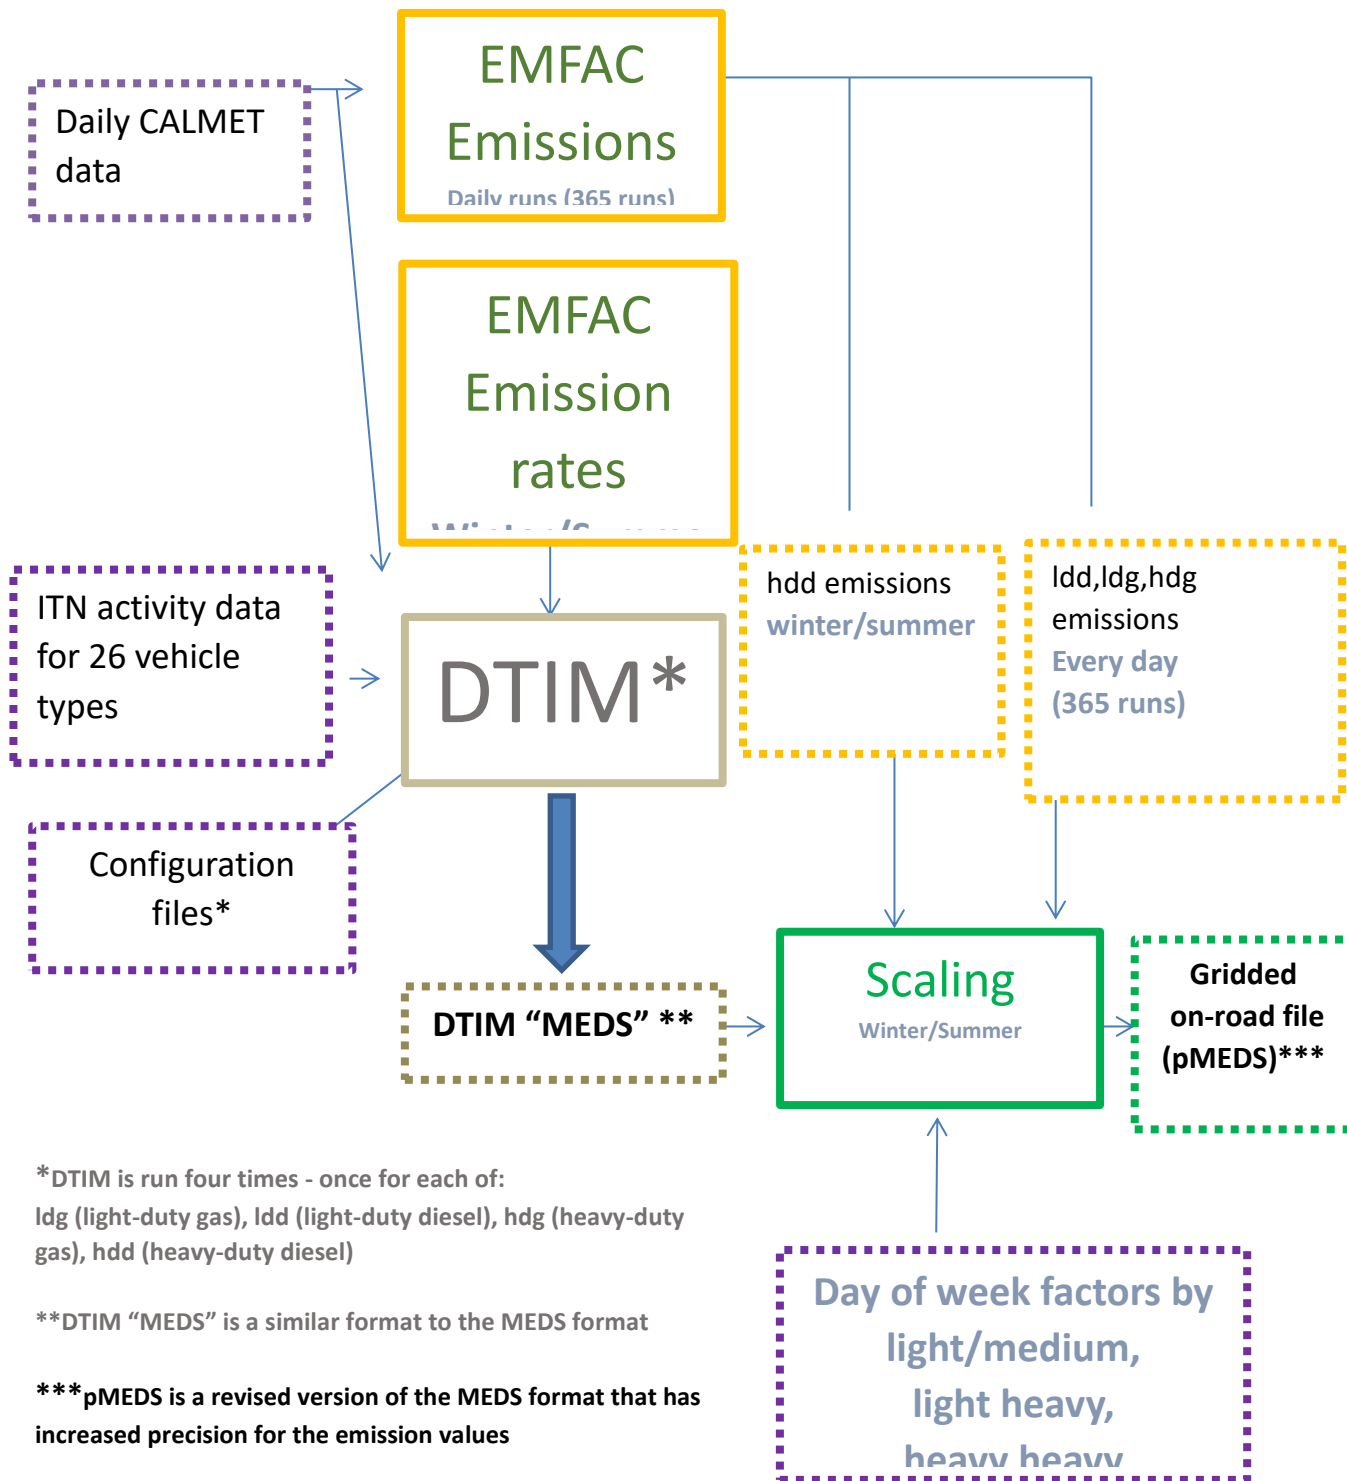 EMFAC
Emissions
Daily runs (365 runs)
Daily CALMET
data
EMFAC
Emission
rates
Winter/Summe
ITN activity data
for 26 vehicle
types
DTIM*
hdd emissions
winter/summer
ldd,ldg,hdg
emissions
Every day
(365 runs)
Configuration
files*
DTIM “MEDS” **
Scaling
Winter/Summer
Gridded
on-road file
(pMEDS)***
*DTIM is run four times - once for each of:
ldg (light-duty gas), ldd (light-duty diesel), hdg (heavy-duty
gas), hdd (heavy-duty diesel)
**DTIM “MEDS” is a similar format to the MEDS format
***pMEDS is a revised version of the MEDS format that has
increased precision for the emission values
Day of week factors by
light/medium,
light heavy,
heavy heavy